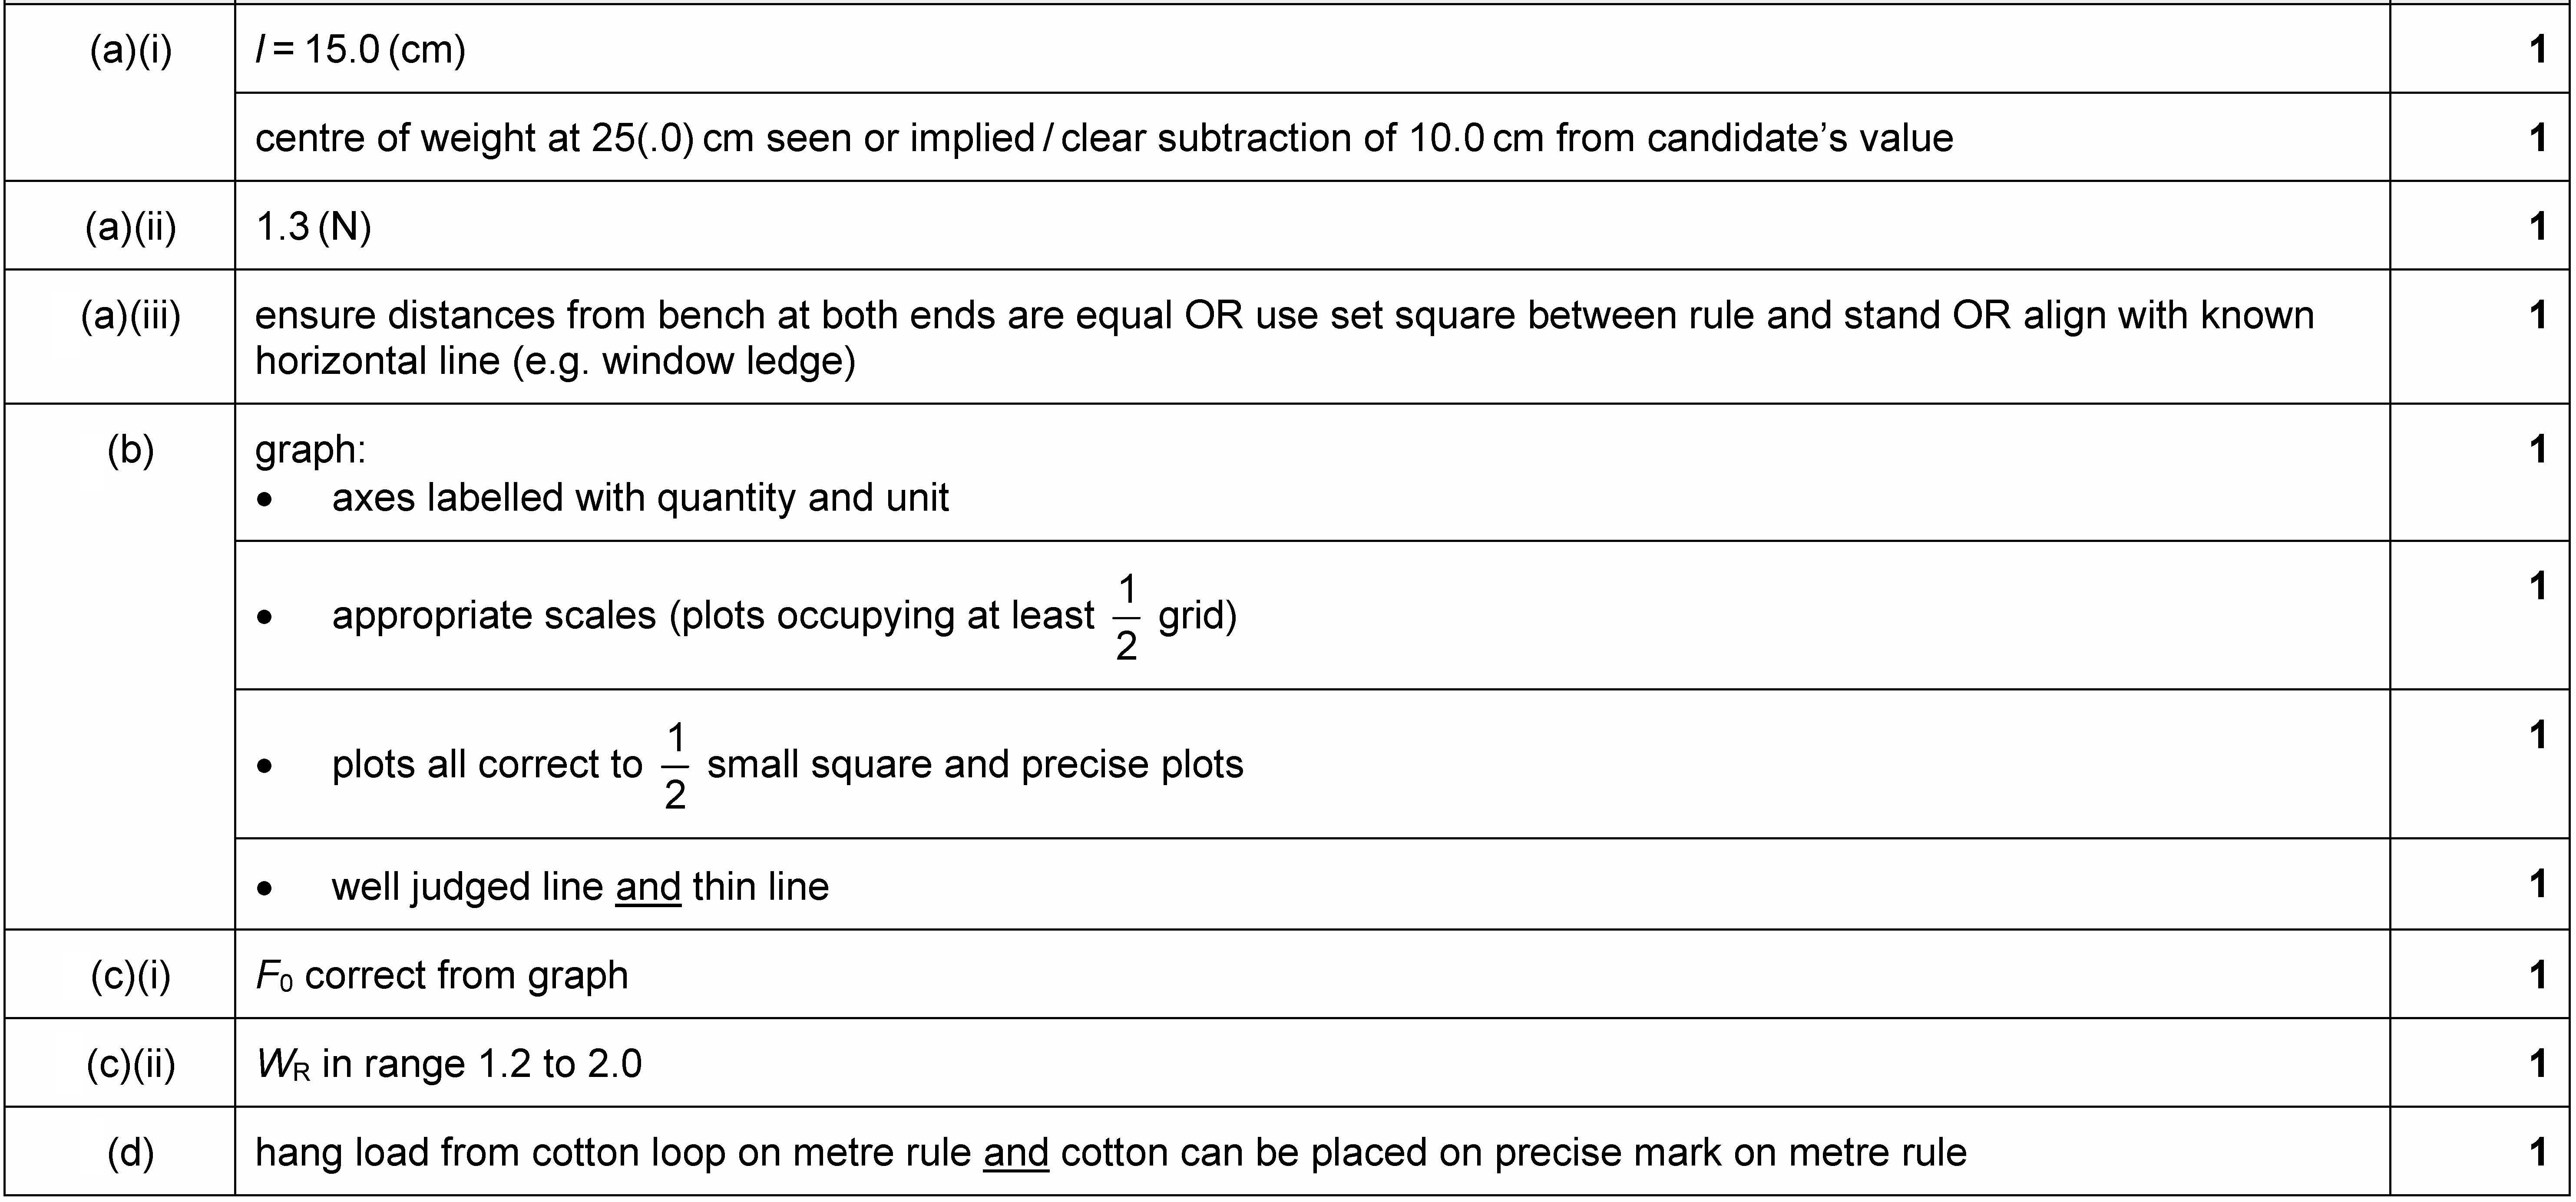 (a)(i) l = 15.0 (cm) 1
centre of weight at 25(.0) cm seen or implied / clear subtraction of 10.0 cm from candidate’s value 1
(a)(ii) 1.3 (N) 1
(a)(iii) ensure distances from bench at both ends are equal OR use set square between rule and stand OR align with known 1
horizontal line (e.g. window ledge)
(b) graph: 1
• axes labelled with quantity and unit
• appropriate scales (plots occupying at least 1/2 grid) 1
• plots all correct to 1/2 small square and precise plots 1
• well judged line and thin line 1
(c)(i) F₀ correct from graph 1
(c)(ii) W_R in range 1.2 to 2.0 1
(d) hang load from cotton loop on metre rule and cotton can be placed on precise mark on metre rule 1